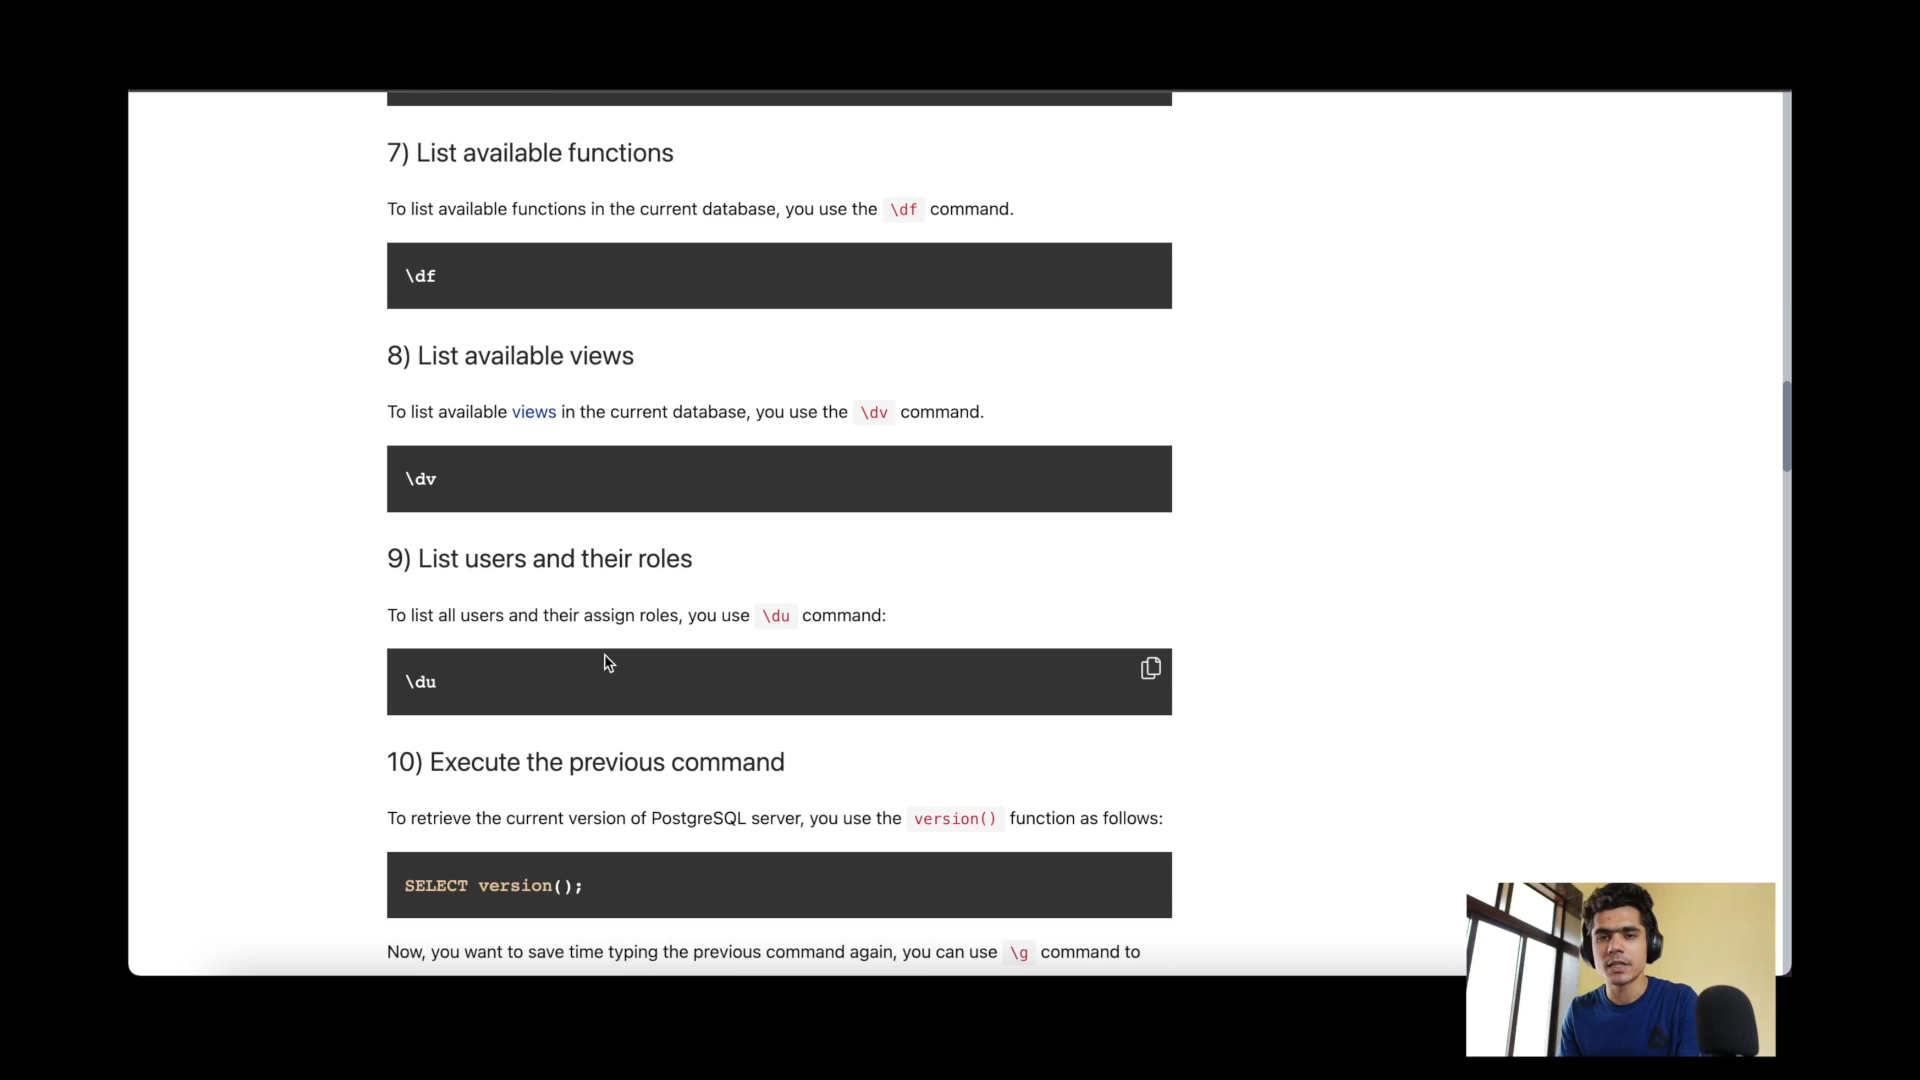 7) List available functions
To list available functions in the current database, you use the \df command.
\df
8) List available views
To list available views in the current database, you use the \dv command.
\dv
9) List users and their roles
To list all users and their assign roles, you use \du command:
\du
10) Execute the previous command
To retrieve the current version of PostgreSQL server, you use the version() function as follows:
SELECT version();
Now, you want to save time typing the previous command again, you can use \g command to